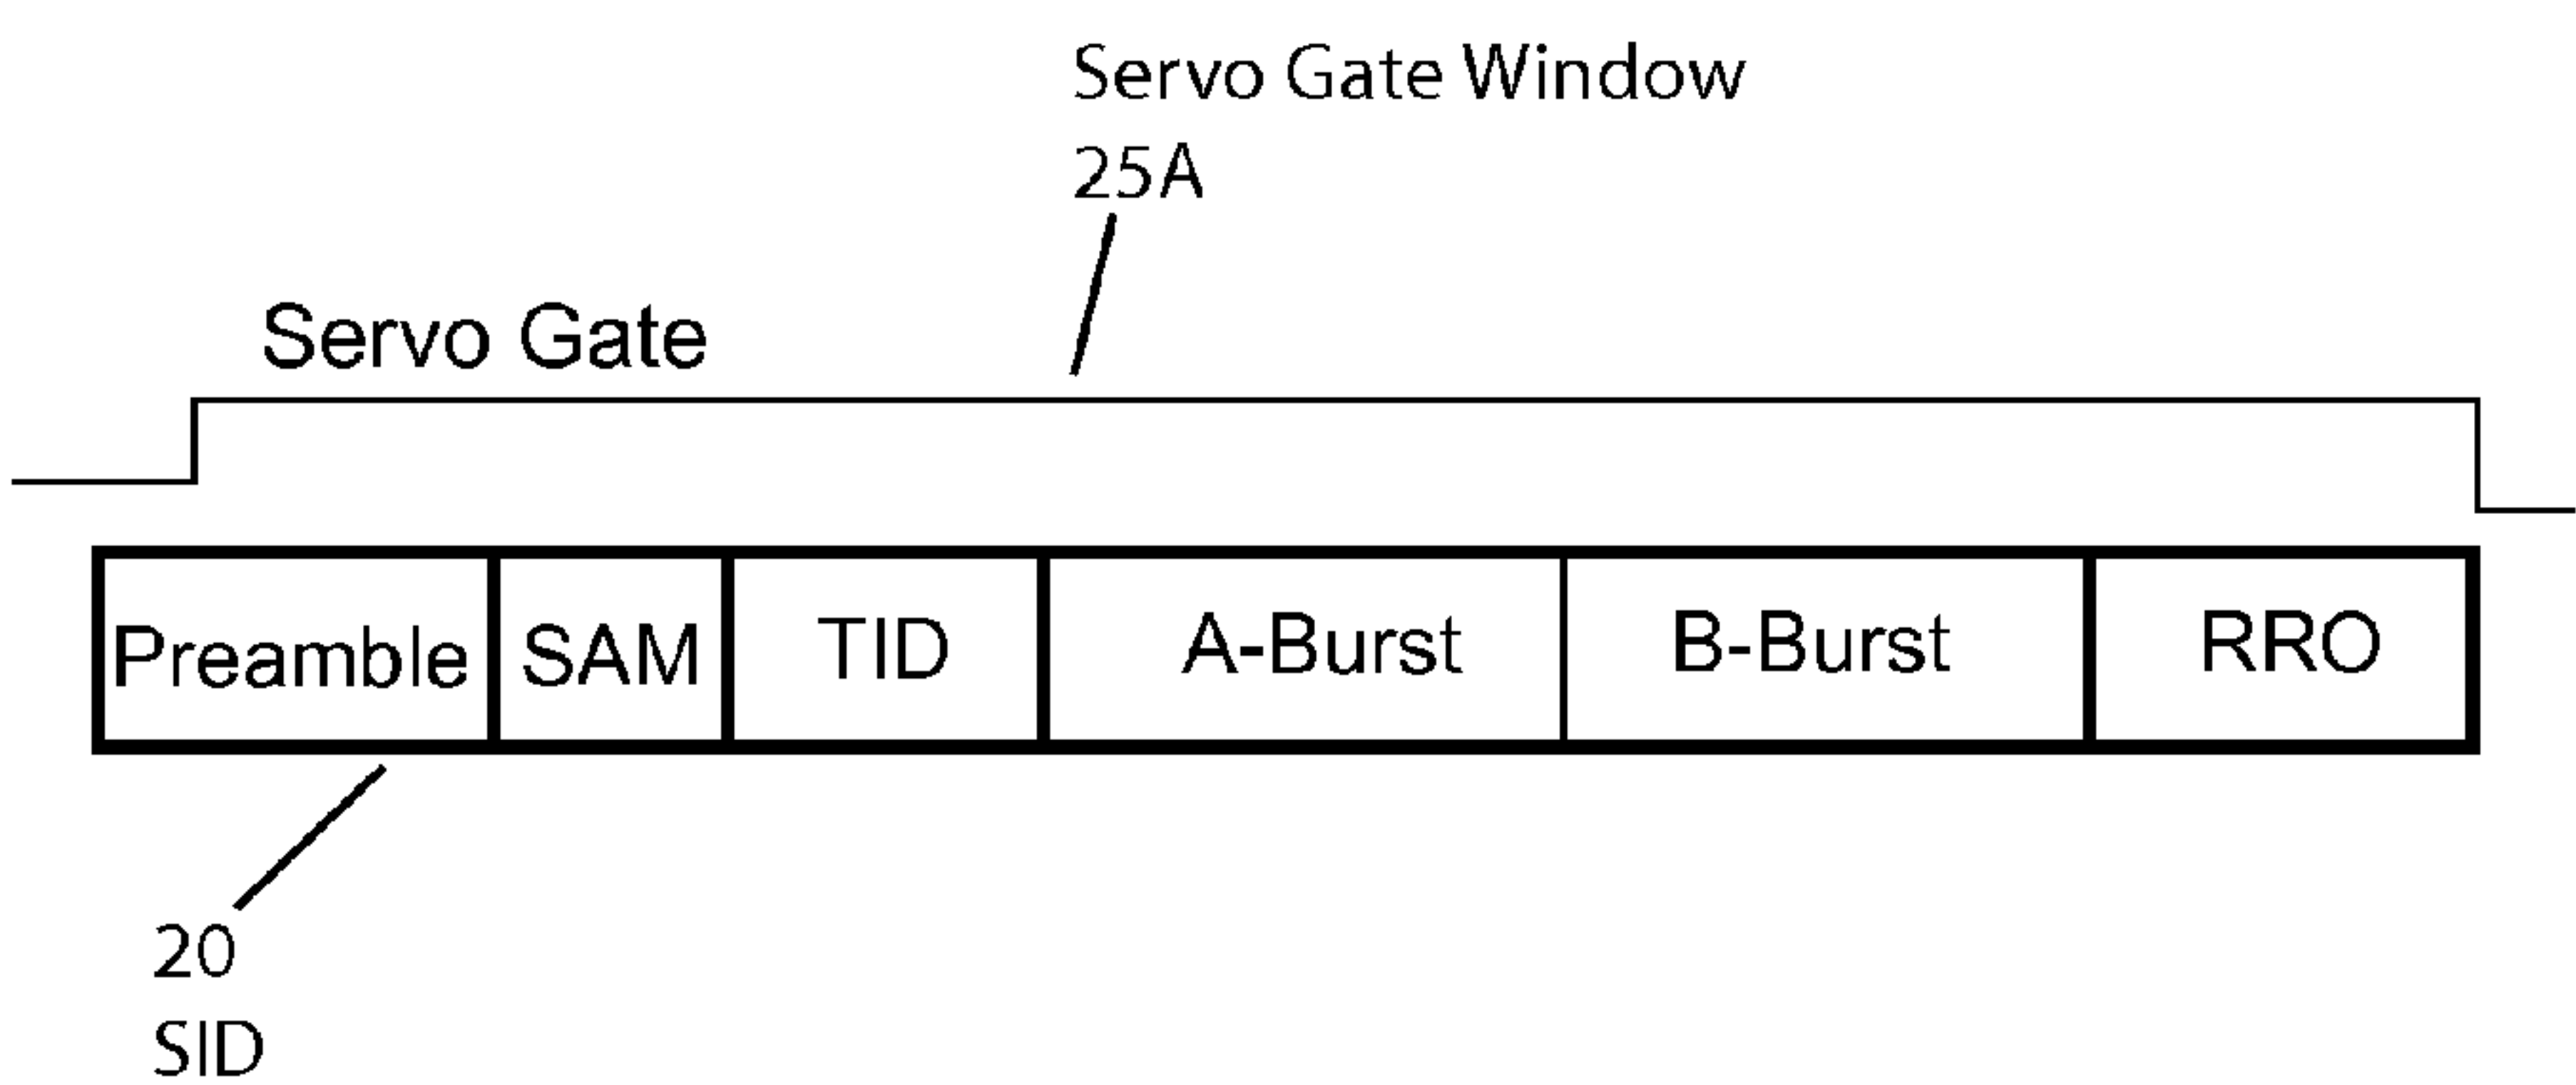 Servo Gate Window
25A
Servo Gate
Preamble SAM TID A-Burst B-Burst RRO
20
SID